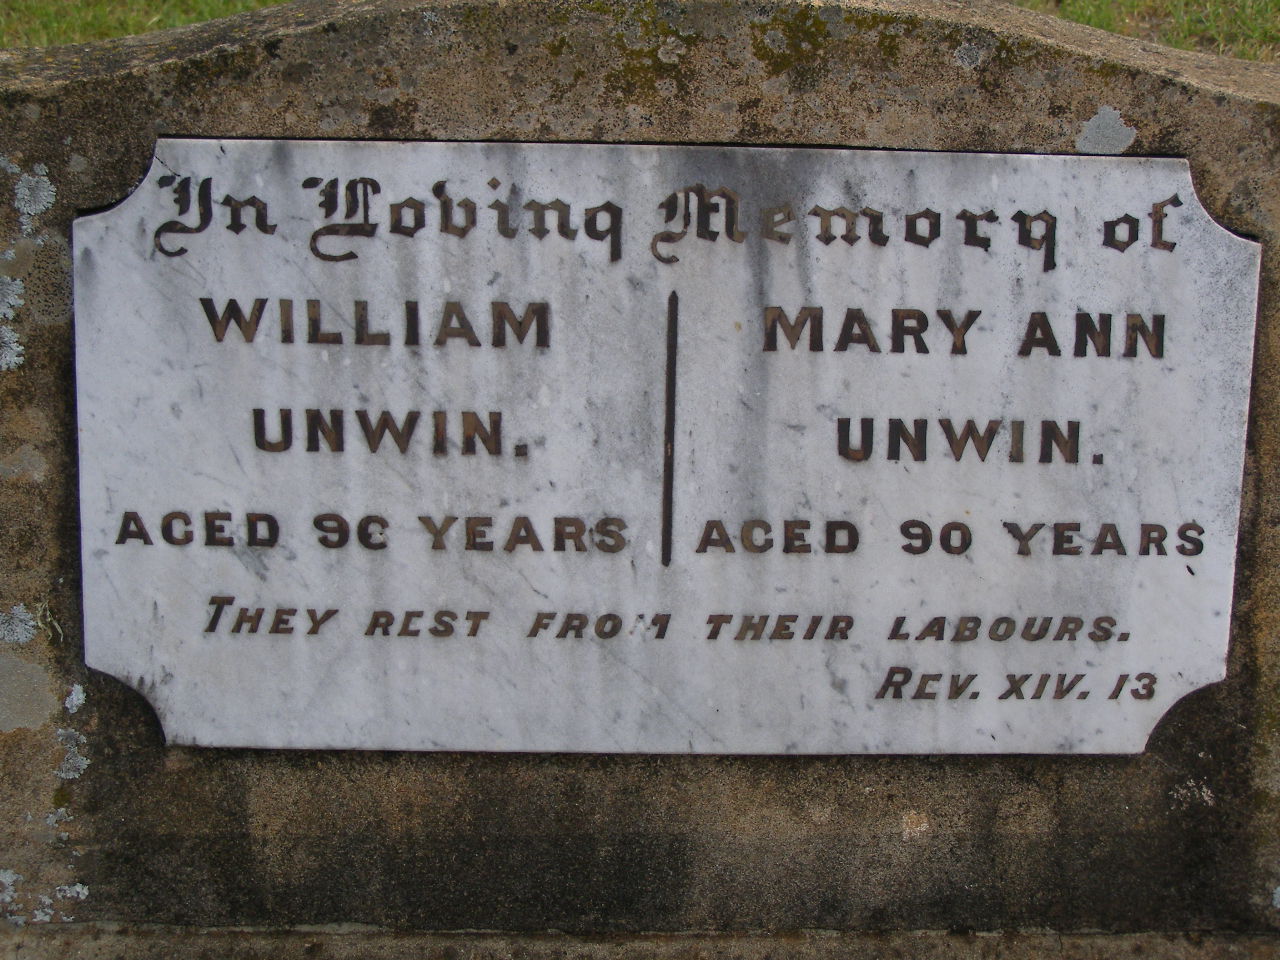 In Loving Memory of
WILLIAM
UNWIN.
AGED YEARS
MARY ANN
UNWIN.
AGED 90 YEARS
THEY REST FROM THEIR LABOURS.
REV. XIV. 13